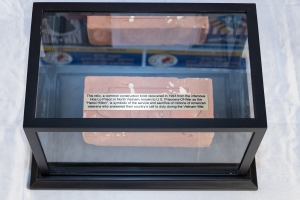 This relic, a common construction brick recovered in 1993 from the infamous
Hoa Lo Prison in North Vietnam, known to U.S. Prisoners Of War as the
"Hanoi Hilton", is symbolic of the service and sacrifice of millions of American
veterans who answered their country's call to duty during the Vietnam War.